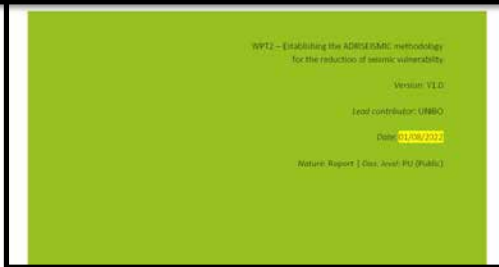 WPT2 – Establishing the ADRISEISMIC methodology
for the reduction of seismic vulnerability
Version: V1.0
Lead contributor: UNIBO
Date: 01/08/2022
Nature: Report | Diss. level: PU (Public)